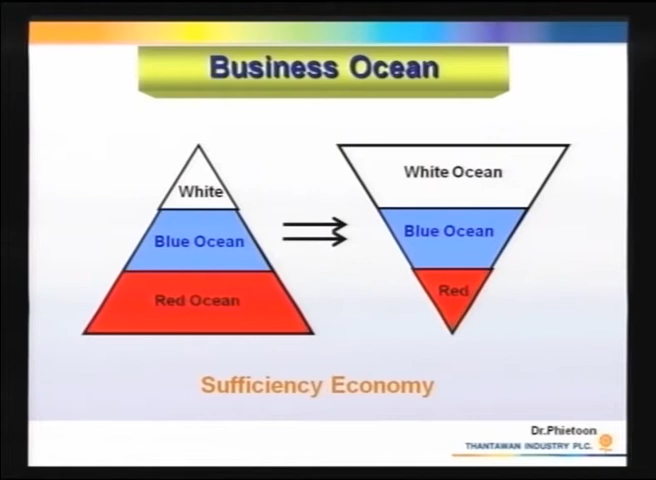 Business Ocean
White
Blue Ocean
Red Ocean
White Ocean
Blue Ocean
Red
Sufficiency Economy
Dr.Phietoon
THANTAWAN INDUSTRY PLC.